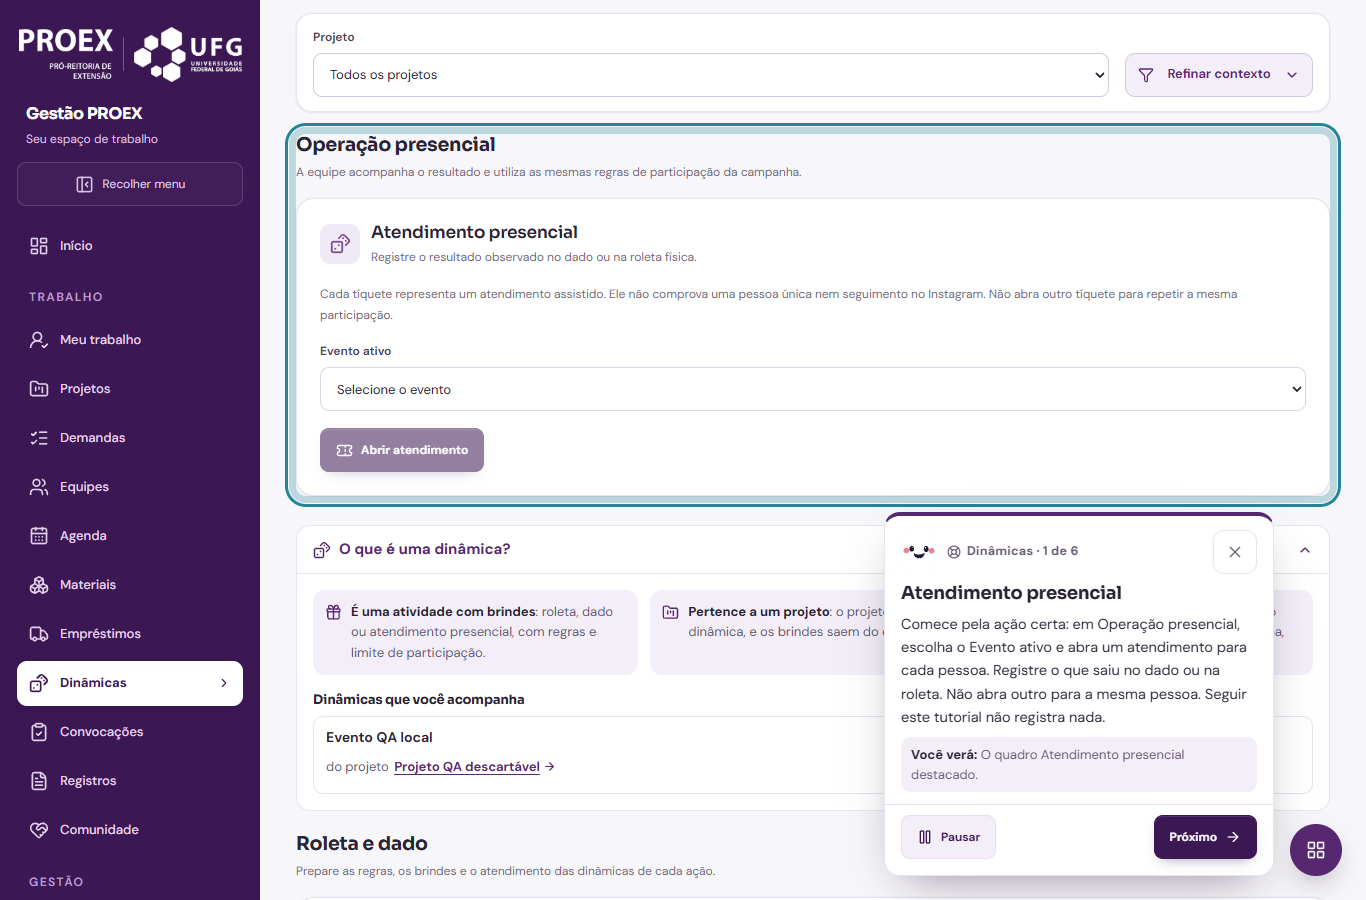 PROEX
PRÓ-REITORIA DE
EXTENSÃO
UFG
UNIVERSIDADE
FEDERAL DE GOIÁS
Gestão PROEX
Seu espaço de trabalho
Recolher menu
Início
TRABALHO
Meu trabalho
Projetos
Demandas
Equipes
Agenda
Materiais
Empréstimos
Dinâmicas
Convocações
Registros
Comunidade
GESTÃO
Projeto
Todos os projetos
Refinar contexto
Operação presencial
A equipe acompanha o resultado e utiliza as mesmas regras de participação da campanha.
Atendimento presencial
Registre o resultado observado no dado ou na roleta física.
Cada tíquete representa um atendimento assistido. Ele não comprova uma pessoa única nem seguimento no Instagram. Não abra outro tíquete para repetir a mesma
participação.
Evento ativo
Selecione o evento
Abrir atendimento
O que é uma dinâmica?
É uma atividade com brindes: roleta, dado
ou atendimento presencial, com regras e
limite de participação.
Pertence a um projeto: o proje
dinâmica, e os brindes saem do
Dinâmicas que você acompanha
Evento QA local
do projeto Projeto QA descartável →
Roleta e dado
Prepare as regras, os brindes e o atendimento das dinâmicas de cada ação.
Dinâmicas · 1 de 6
Atendimento presencial
Comece pela ação certa: em Operação presencial,
escolha o Evento ativo e abra um atendimento para
cada pessoa. Registre o que saiu no dado ou na
roleta. Não abra outro para a mesma pessoa. Seguir
este tutorial não registra nada.
Você verá: O quadro Atendimento presencial
destacado.
Pausar
Próximo →